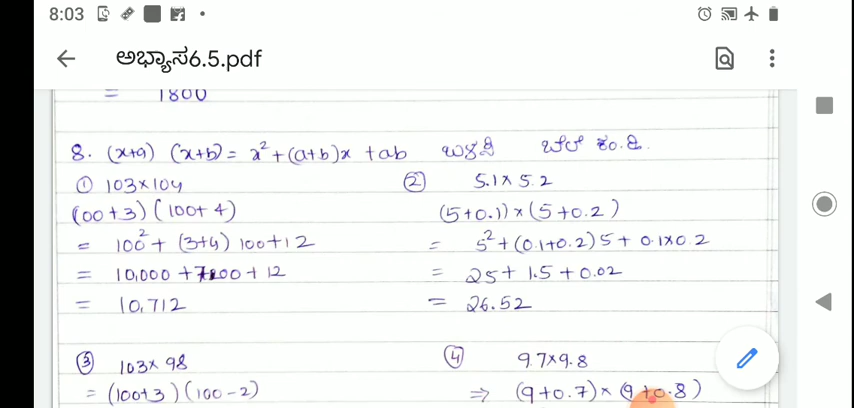 8:03
ಅಭ್ಯಾಸ6.5.pdf
= 1800
8. (x+a) (x+b) = x² + (a+b)x + ab ಬಳಸಿ
① 103×104
② 5.1 × 5.2
(00+3) (100+4)
(5+0.1) × (5+0.2)
= 100² + (3+4) 100+12
= 5² + (0.1+0.2) 5 + 0.1×0.2
= 10,000 + 700 + 12
= 25 + 1.5 + 0.02
= 10,712
= 26.52
③ 103 × 98
④ 9.7×9.8
= (100+3) (100-2)
⇒ (9+0.7) × (9+0.8)